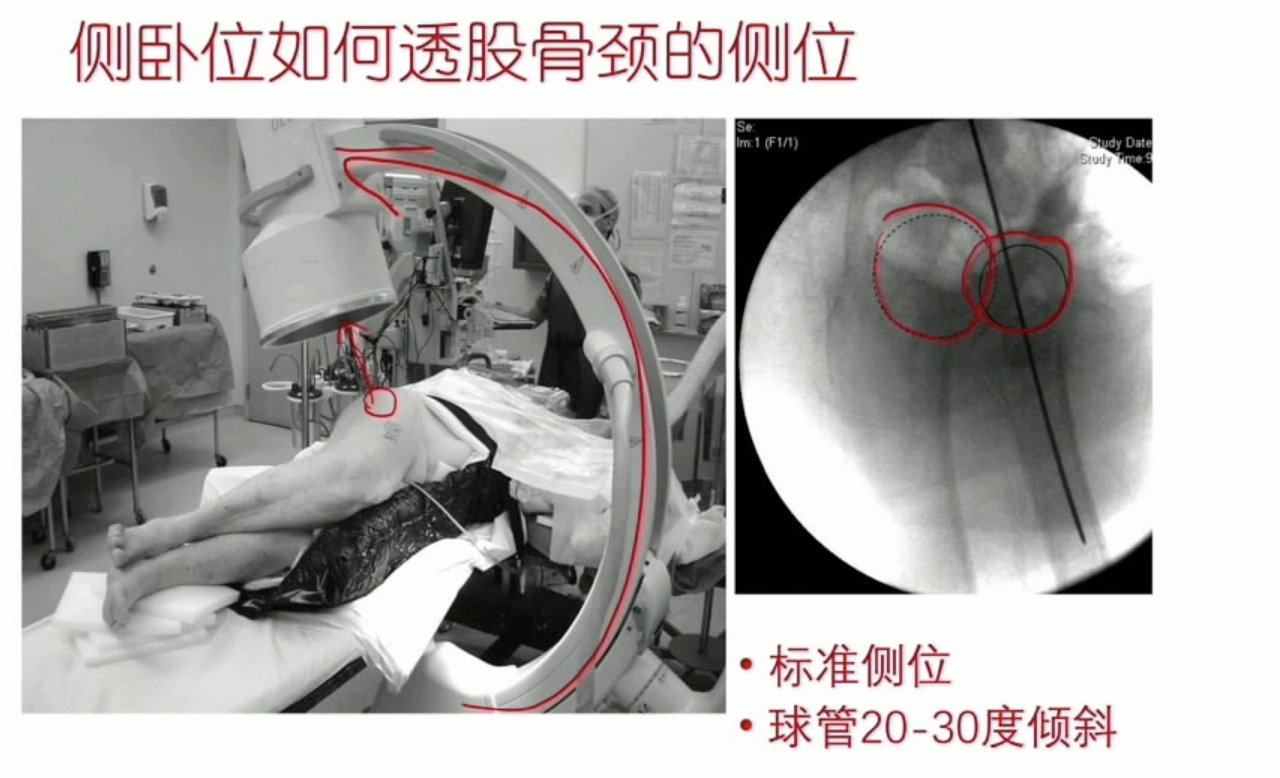 侧卧位如何透股骨颈的侧位
Se:
Im:1 (F1/1)
Study Date
Study Time:9
• 标准侧位
• 球管20-30度倾斜